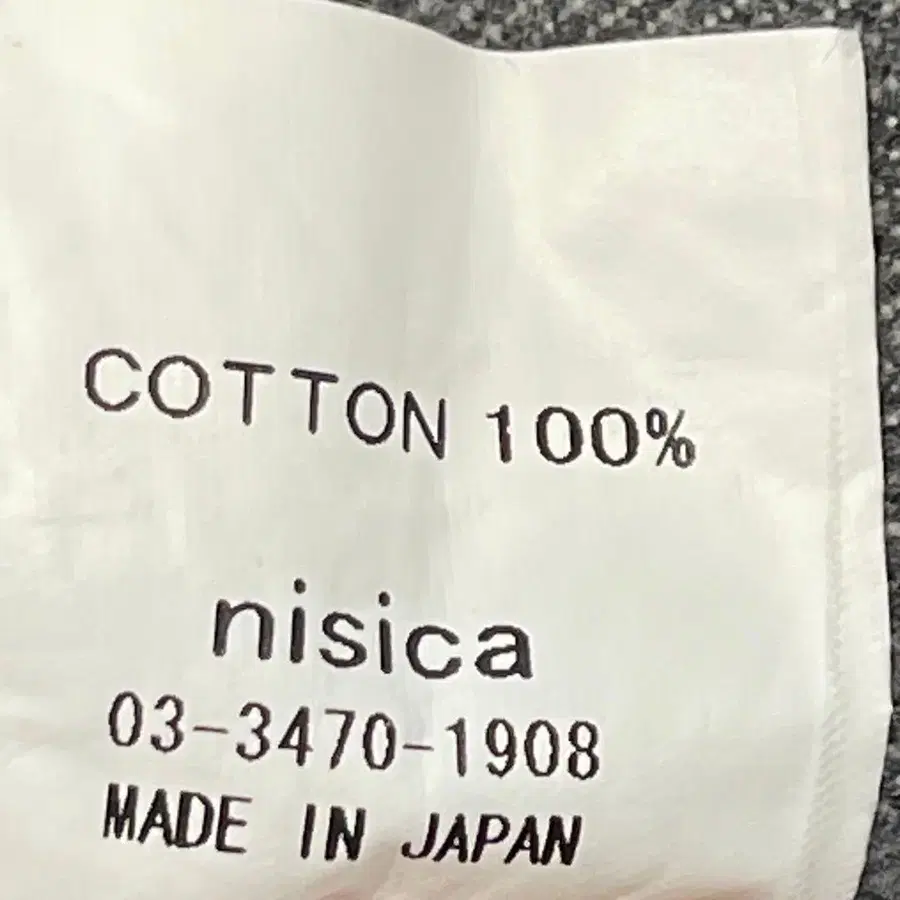 COTTON 100%
nisica
03-3470-1908
MADE IN JAPAN